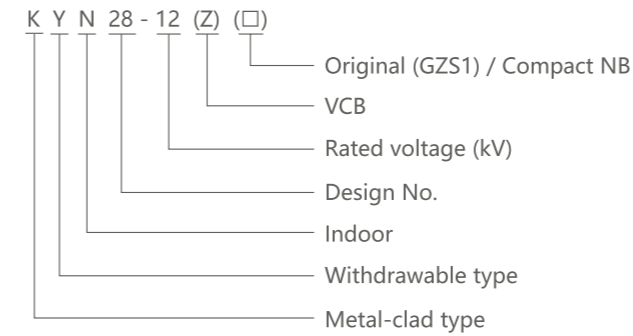 K Y N 28 - 12 (Z) (□)
Original (GZS1) / Compact NB
VCB
Rated voltage (kV)
Design No.
Indoor
Withdrawable type
Metal-clad type